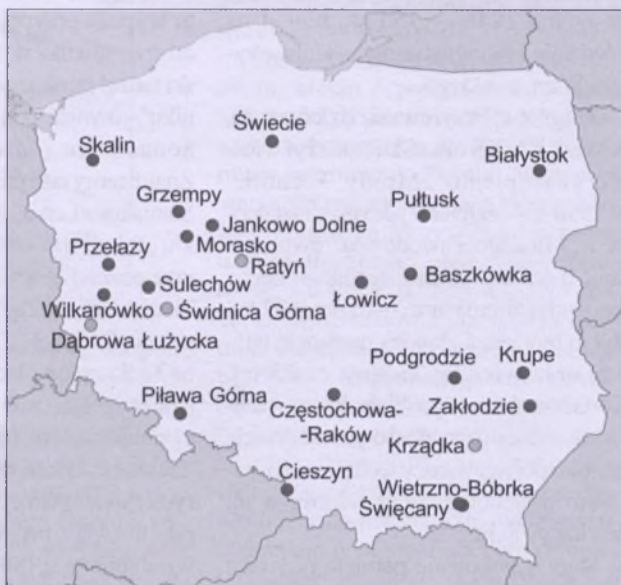 Świecie
Skalin
Białystok
Grzempy
Pułtusk
Jankowo Dolne
Morasko
Przełazy
Ratyń
Baszkówka
Sulechów
Łowicz
Wilkanówko
Świdnica Górna
Dąbrowa Łużycka
Podgrodzie
Krupe
Piława Górna
Częstochowa-
-Raków
Zakłodzie
Krządka
Cieszyn
Wietrzno-Bóbrka
Święcany